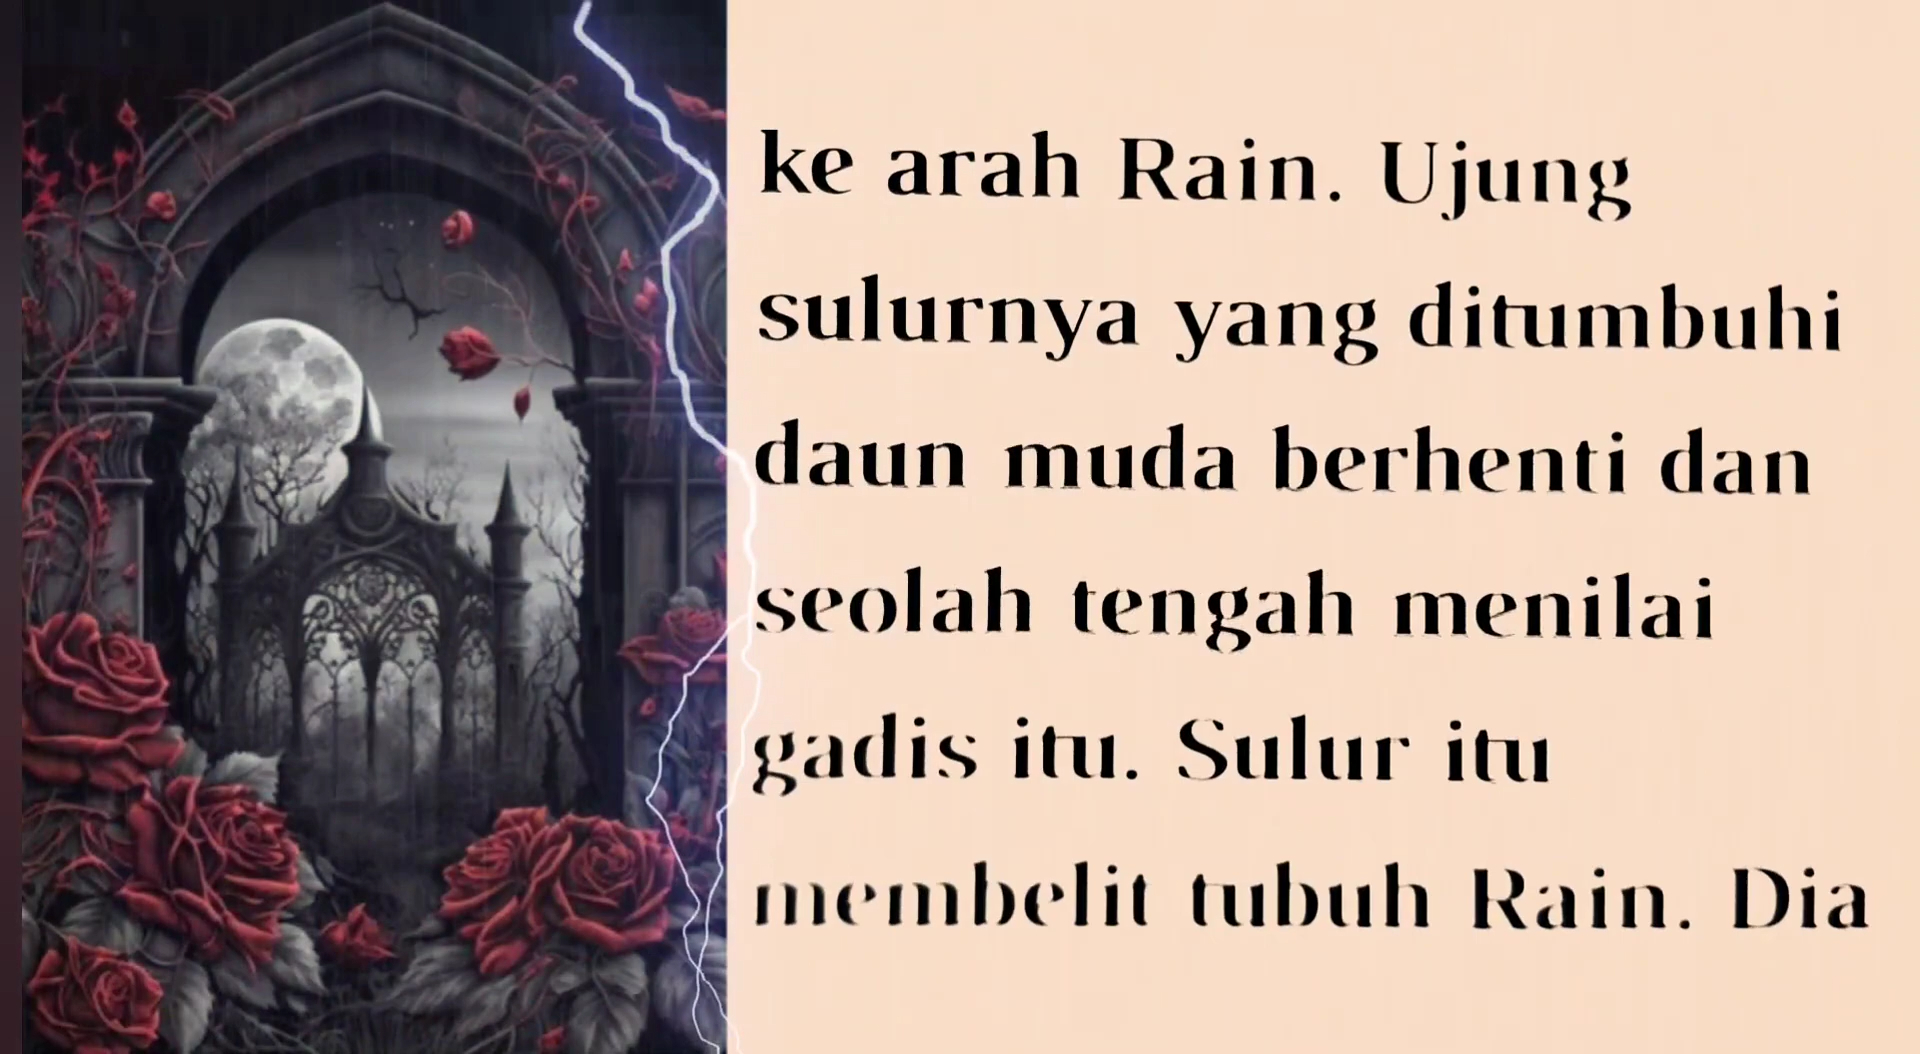 ke arah Rain. Ujung
sulurnya yang ditumbuhi
daun muda berhenti dan
seolah tengah menilai
gadis itu. Sulur itu
membelit tubuh Rain. Dia